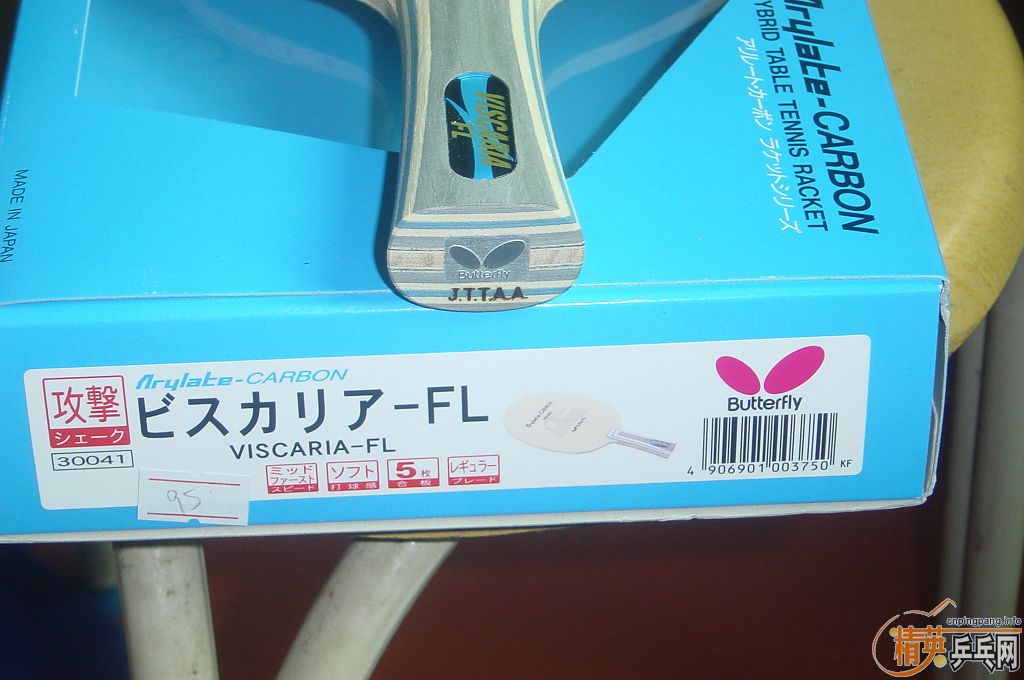 Arylate-CARBON
HYBRID TABLE TENNIS RACKET
アリレート・カーボン ラケットシリーズ
MADE IN JAPAN
VISCARIA
FL
Butterfly
J.T.T.A.A.
攻撃
シェーク
30041
Arylate-CARBON
ビスカリア-FL
VISCARIA-FL
ミッド
ファースト
スピード
ソフト
打球感
5枚
合板
レギュラー
ブレード
95
Butterfly
4 906901 003750 KF
cnpingpang.info
精英乒乓网